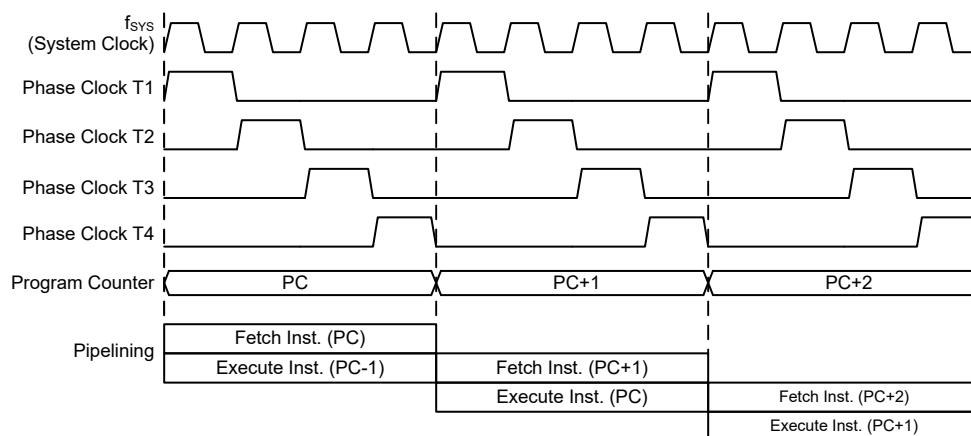 fSYS
(System Clock)
Phase Clock T1
Phase Clock T2
Phase Clock T3
Phase Clock T4
Program Counter PC PC+1 PC+2
Pipelining
Fetch Inst. (PC)
Execute Inst. (PC-1) Fetch Inst. (PC+1)
Execute Inst. (PC) Fetch Inst. (PC+2)
Execute Inst. (PC+1)